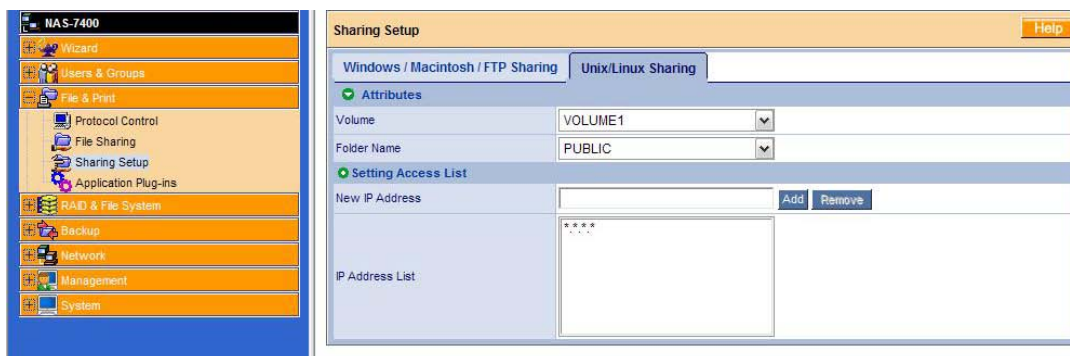 NAS-7400
Wizard
Users & Groups
File & Print
Protocol Control
File Sharing
Sharing Setup
Application Plug-ins
RAID & File System
Backup
Network
Management
System
Sharing Setup
Help
Windows / Macintosh / FTP Sharing
Unix/Linux Sharing
Attributes
Volume VOLUME1
Folder Name PUBLIC
Setting Access List
New IP Address Add Remove
IP Address List
*.*.*.*